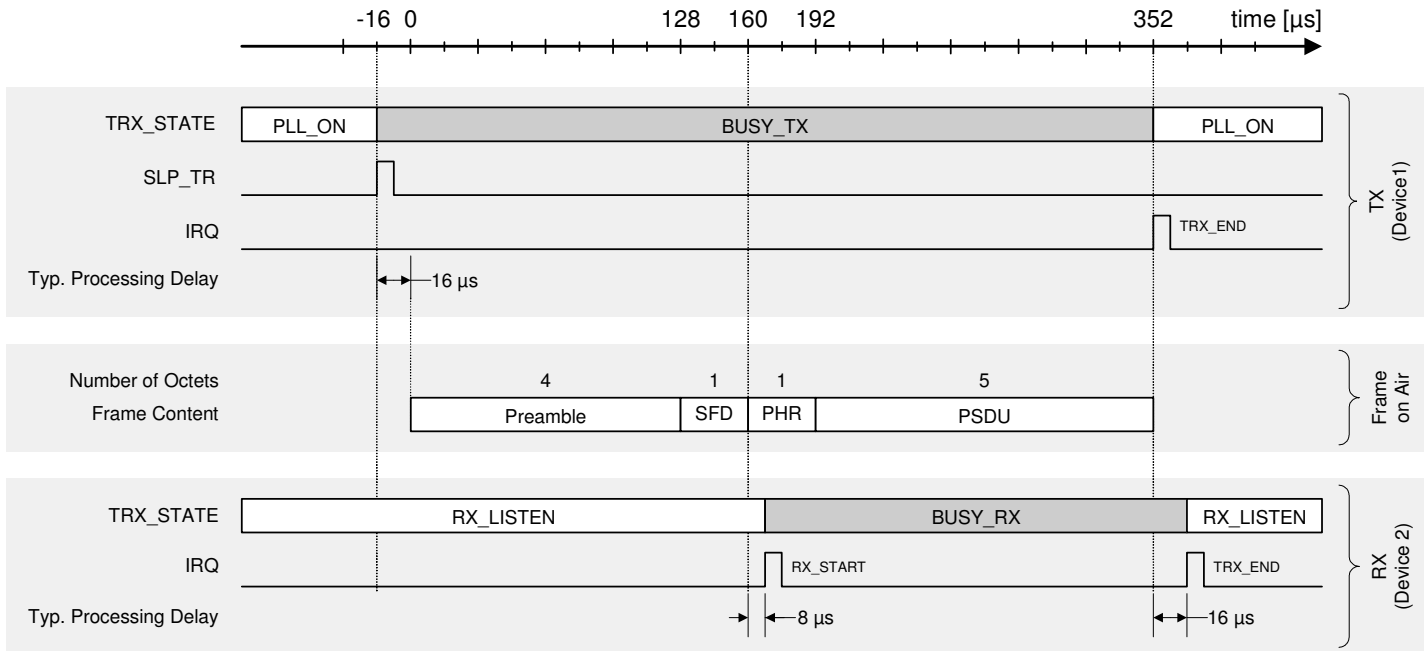 -16 0 128 160 192 352 time [µs]
TRX_STATE PLL_ON BUSY_TX PLL_ON
SLP_TR
IRQ TRX_END
Typ. Processing Delay 16 µs
TX
(Device1)
Number of Octets 4 1 1 5
Frame Content Preamble SFD PHR PSDU
Frame
on Air
TRX_STATE RX_LISTEN BUSY_RX RX_LISTEN
IRQ RX_START TRX_END
Typ. Processing Delay 8 µs 16 µs
RX
(Device 2)